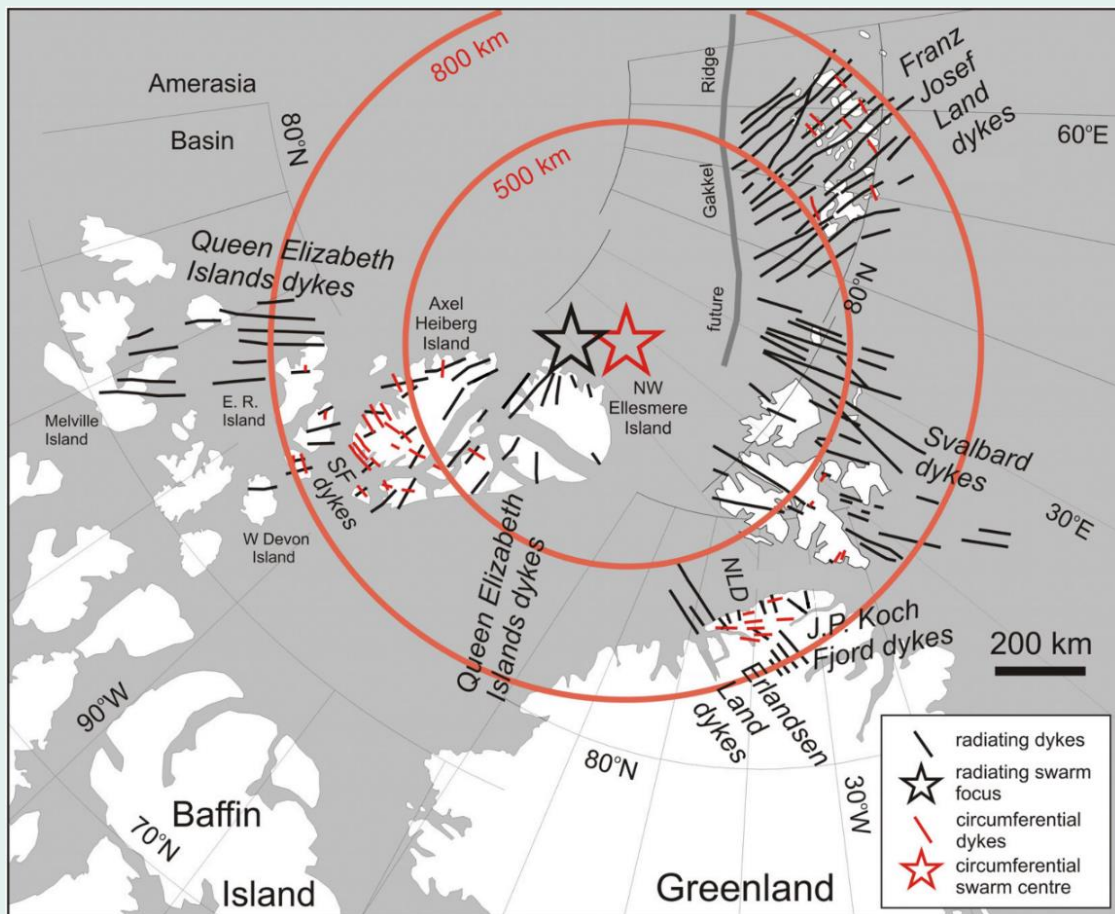 800 km
500 km
Amerasia
Basin
80°N
Ridge
Gakkel
future
Franz
Josef
Land
dykes
60°E
Queen Elizabeth
Islands dykes
Axel
Heiberg
Island
80°N
NW
Ellesmere
Island
Melville
Island
E. R.
Island
SF
dykes
W Devon
Island
Svalbard
dykes
30°E
Queen Elizabeth
Islands dykes
NLD
J.P. Koch
Fjord dykes
Erlandsen
Land
dykes
200 km
90°W
80°N
30°W
Baffin
70°N
Island
Greenland
radiating dykes
radiating swarm
focus
circumferential
dykes
circumferential
swarm centre